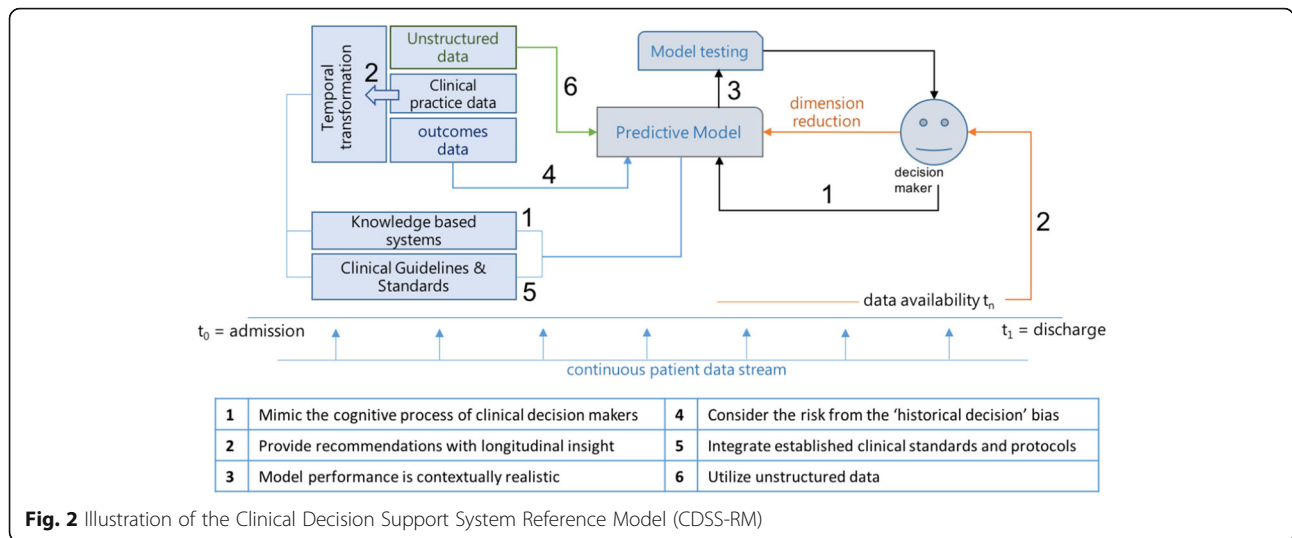 Temporal
transformation
2
Unstructured
data
Clinical
practice data
outcomes
data
6
4
Model testing
3
Predictive Model
dimension
reduction
decision
maker
1
2
Knowledge based
systems
1
Clinical Guidelines &
Standards
5
data availability tn
t0 = admission
t1 = discharge
continuous patient data stream
1 Mimic the cognitive process of clinical decision makers 4 Consider the risk from the ‘historical decision’ bias
2 Provide recommendations with longitudinal insight 5 Integrate established clinical standards and protocols
3 Model performance is contextually realistic 6 Utilize unstructured data
Fig. 2 Illustration of the Clinical Decision Support System Reference Model (CDSS-RM)